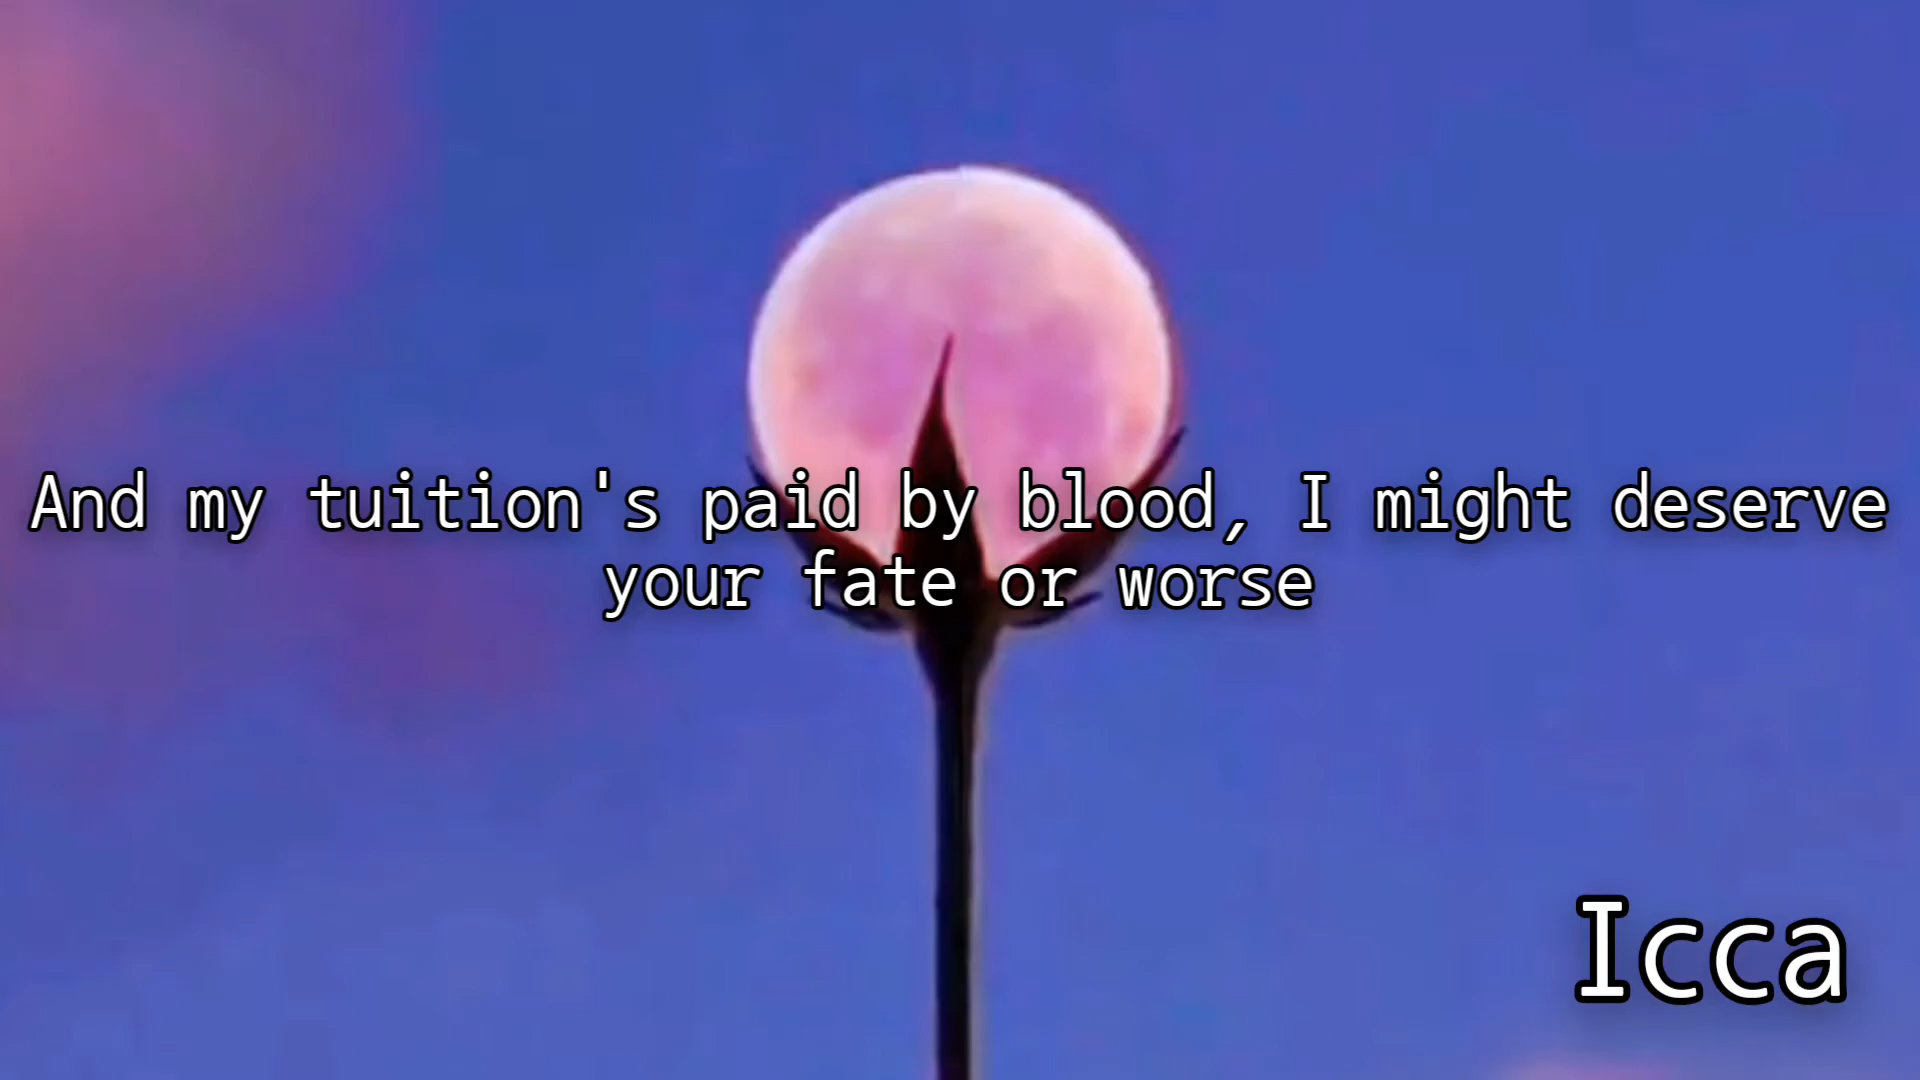 And my tuition's paid by blood, I might deserve
your fate or worse
Icca